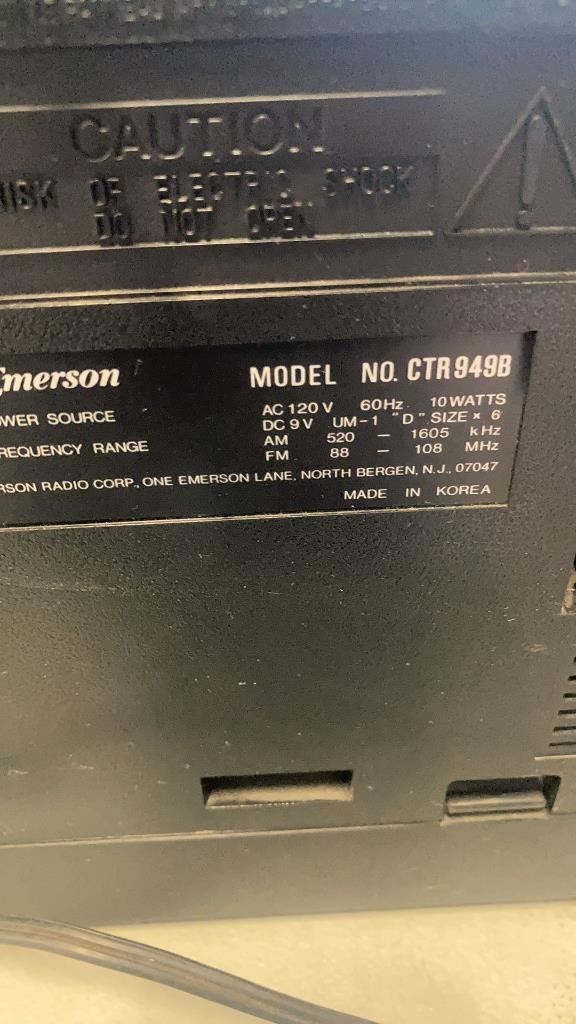 CAUTION
RISK OF ELECTRIC SHOCK
DO NOT OPEN
Emerson MODEL NO. CTR949B
POWER SOURCE AC 120 V 60Hz. 10WATTS
DC 9 V UM-1 "D" SIZE × 6
FREQUENCY RANGE AM 520 — 1605 kHz
FM 88 — 108 MHz
RSON RADIO CORP., ONE EMERSON LANE, NORTH BERGEN, N.J., 07047
MADE IN KOREA